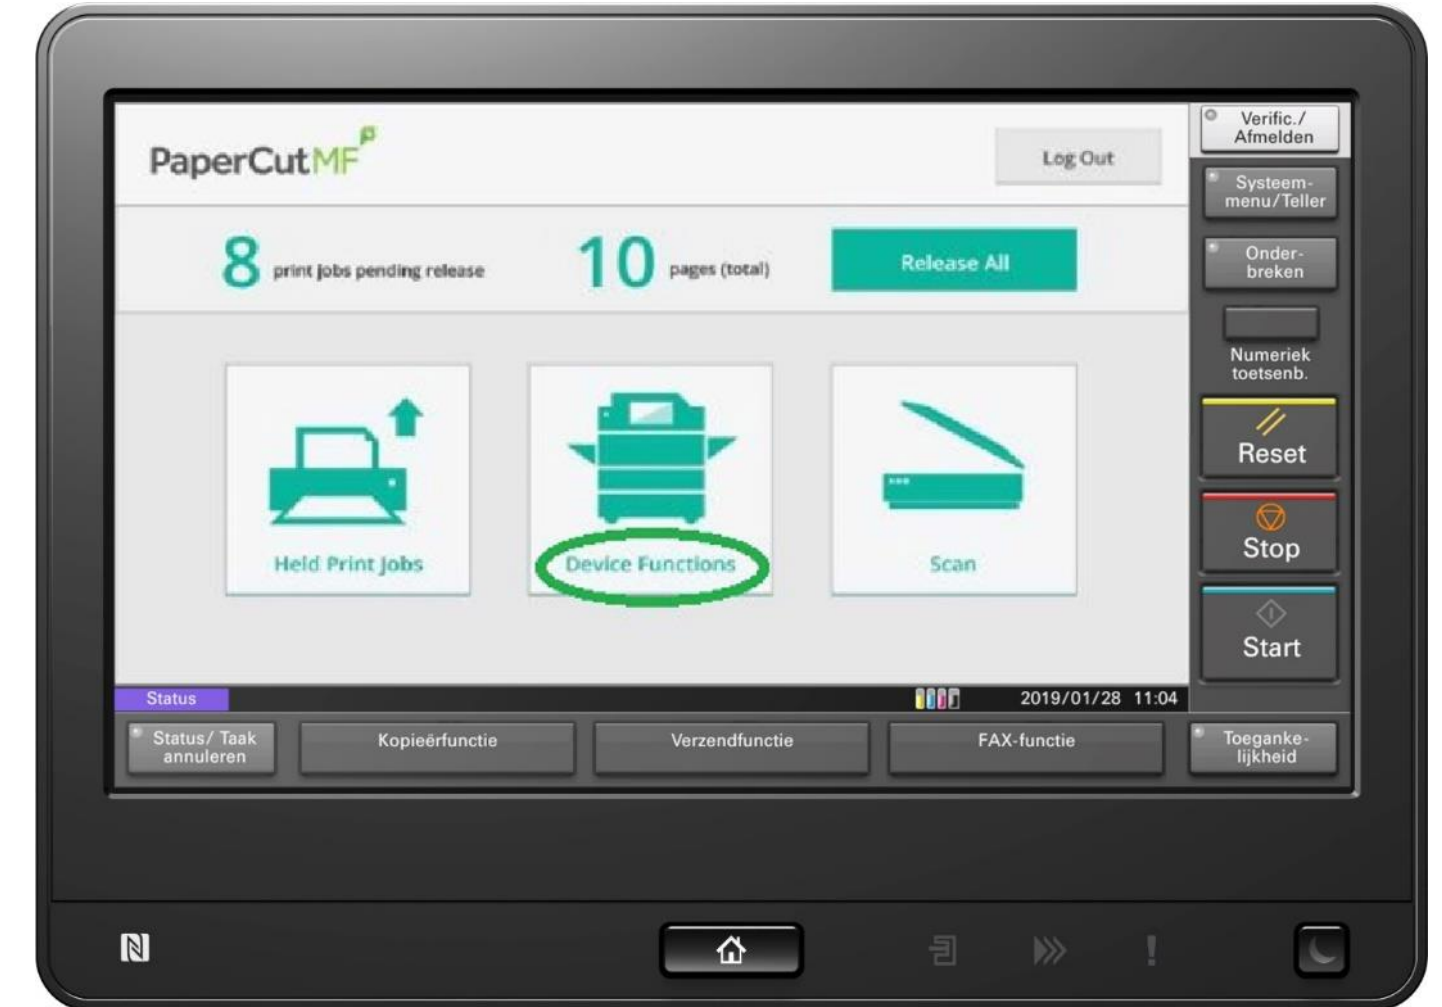 PaperCutMF
Log Out
8 print jobs pending release
10 pages (total)
Release All
Held Print Jobs
Device Functions
Scan
Status
2019/01/28 11:04
Status/ Taak
annuleren
Kopieërfunctie
Verzendfunctie
FAX-functie
Verific./
Afmelden
Systeem-
menu/Teller
Onder-
breken
Numeriek
toetsenb.
Reset
Stop
Start
Toeganke-
lijkheid